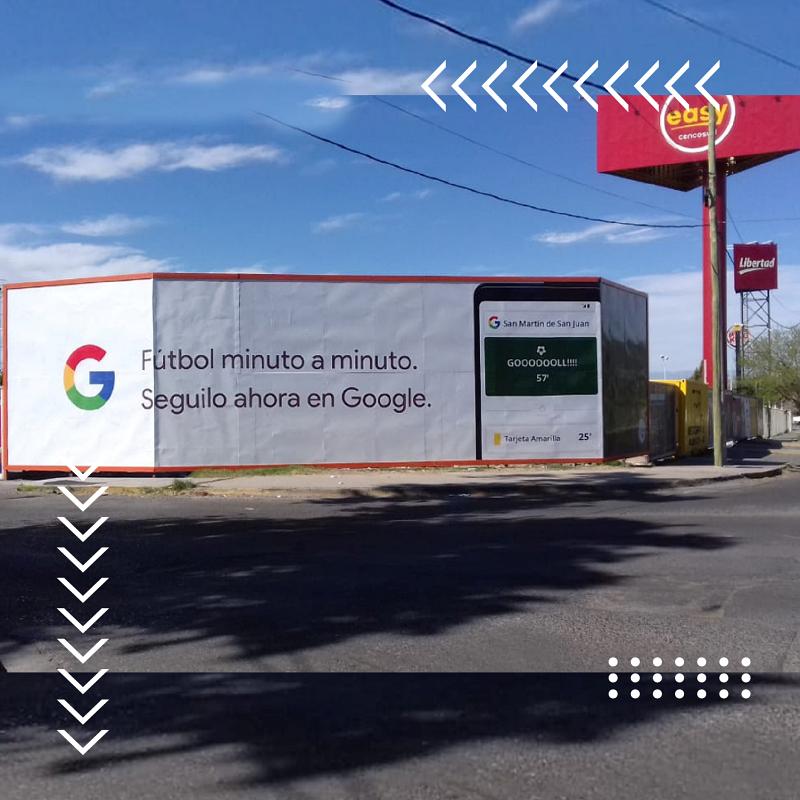 easy
cencosud
Libertad
Fútbol minuto a minuto.
Seguilo ahora en Google.
San Martín de San Juan
GOOOOOOLL!!!!
57'
Tarjeta Amarilla 25'